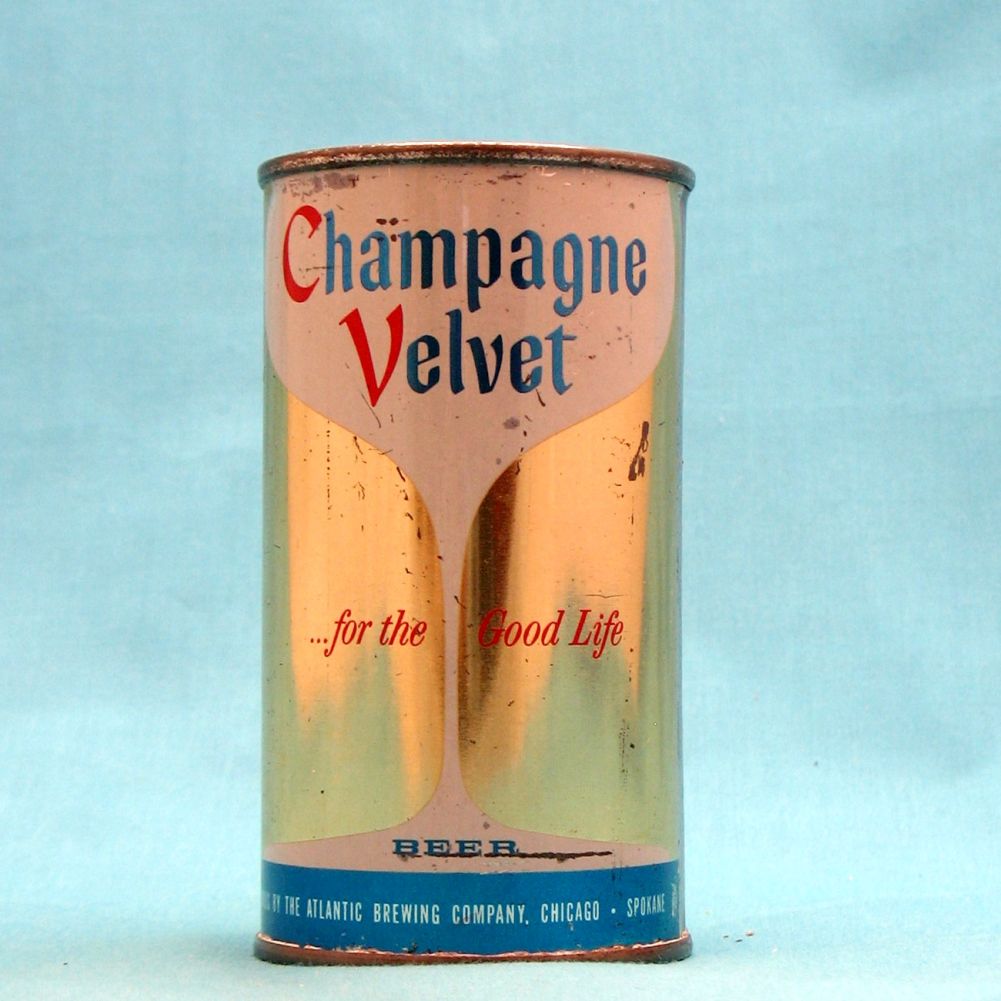 Champagne
Velvet
...for the Good Life
BEER
BY THE ATLANTIC BREWING COMPANY, CHICAGO • SPOKANE